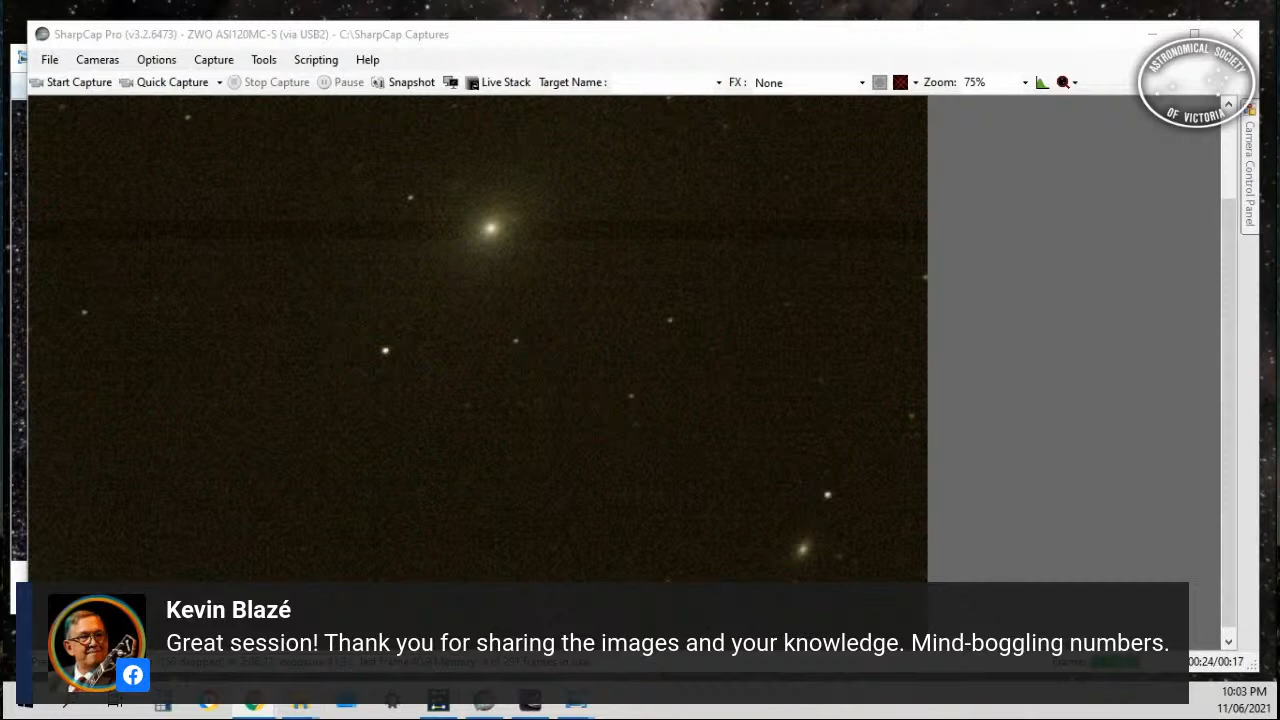 SharpCap Pro (v3.2.6473) - ZWO ASI120MC-S (via USB2) - C:\SharpCap Captures
File Cameras Options Capture Tools Scripting Help
Start Capture Quick Capture Stop Capture Pause Snapshot Live Stack Target Name : FX : None Zoom: 75%
ASTRONOMICAL SOCIETY
OF VICTORIA
Camera Control Panel
Kevin Blazé
Great session! Thank you for sharing the images and your knowledge. Mind-boggling numbers.
00:24/00:17
10:03 PM
11/06/2021